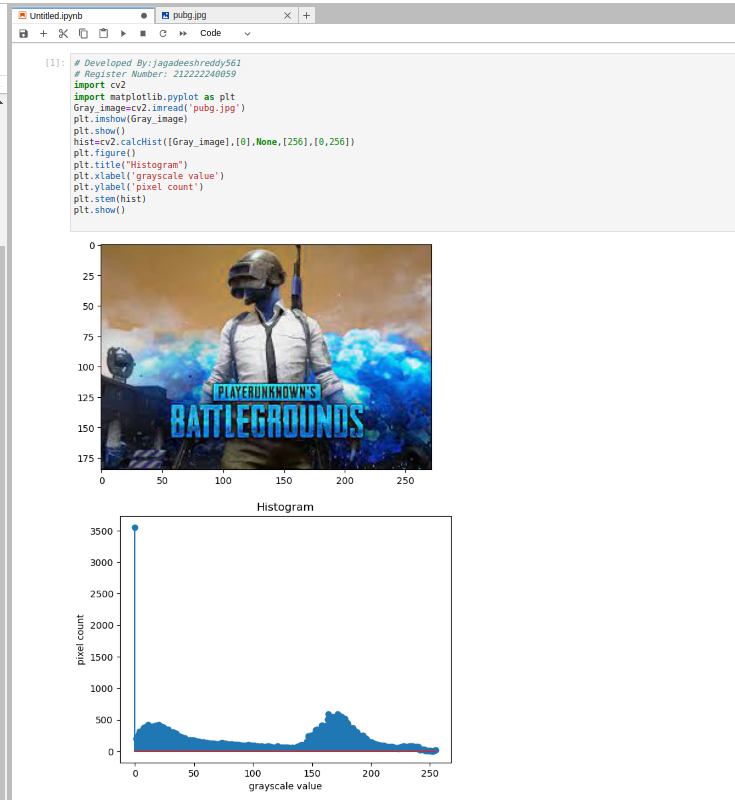 Untitled.ipynb
pubg.jpg
Code
[1]:
# Developed By:jagadeeshreddy561
# Register Number: 212222240059
import cv2
import matplotlib.pyplot as plt
Gray_image=cv2.imread('pubg.jpg')
plt.imshow(Gray_image)
plt.show()
hist=cv2.calcHist([Gray_image],[0],None,[256],[0,256])
plt.figure()
plt.title("Histogram")
plt.xlabel('grayscale value')
plt.ylabel('pixel count')
plt.stem(hist)
plt.show()
0
25
50
75
100
125
150
175
PLAYERUNKNOWN'S
BATTLEGROUNDS
0 50 100 150 200 250
Histogram
3500
3000
2500
2000
1500
1000
500
0
pixel count
0 50 100 150 200 250
grayscale value